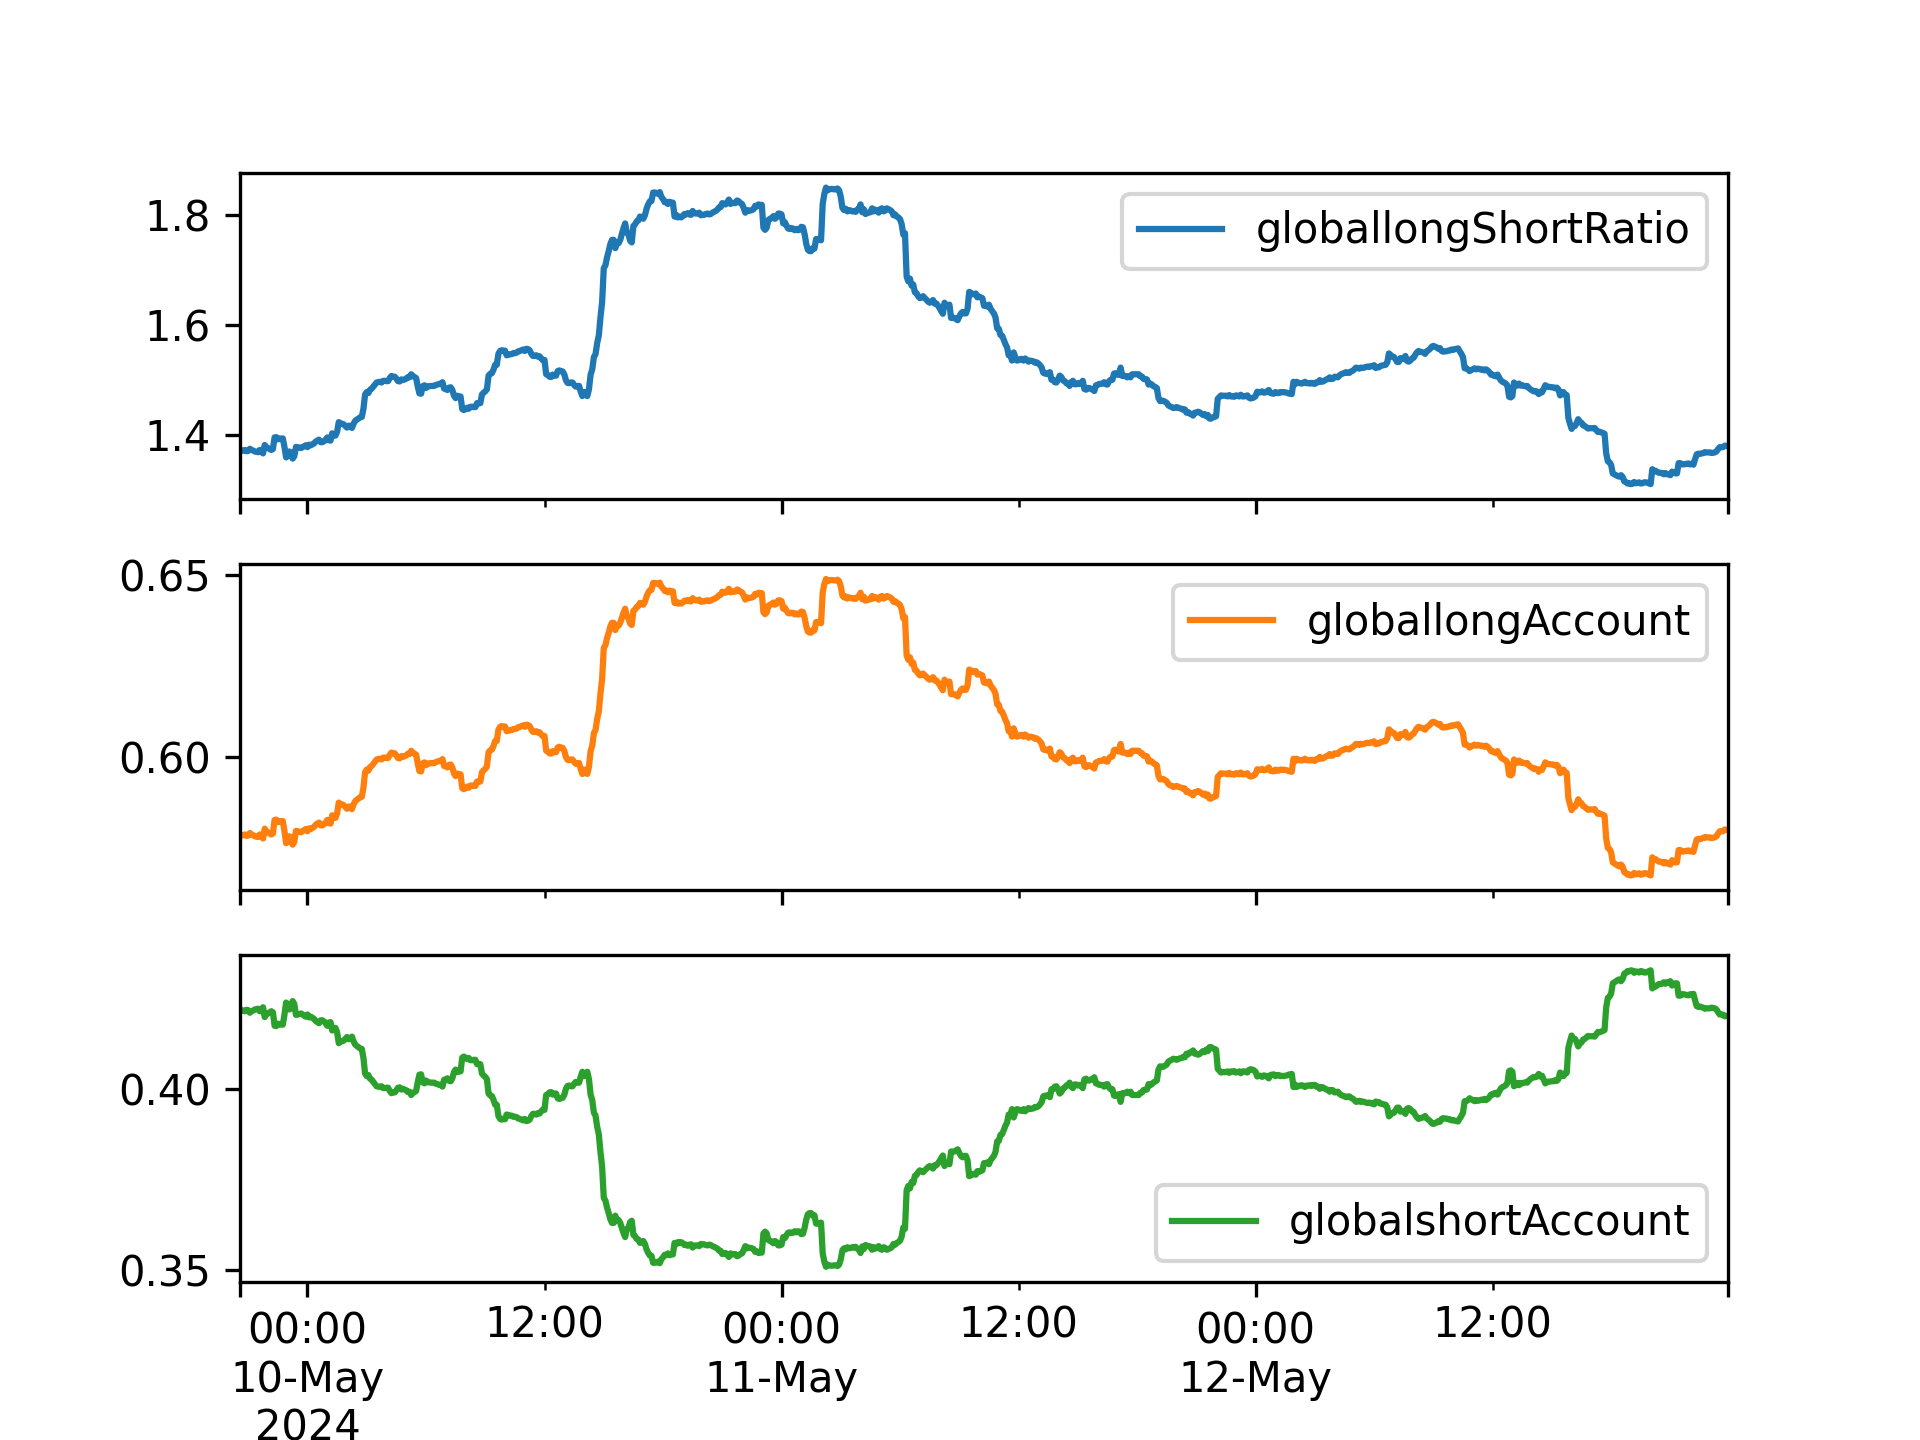 globallongShortRatio
1.8
1.6
1.4
globallongAccount
0.65
0.60
globalshortAccount
0.40
0.35
00:00 12:00 00:00 12:00 00:00 12:00
10-May 11-May 12-May
2024